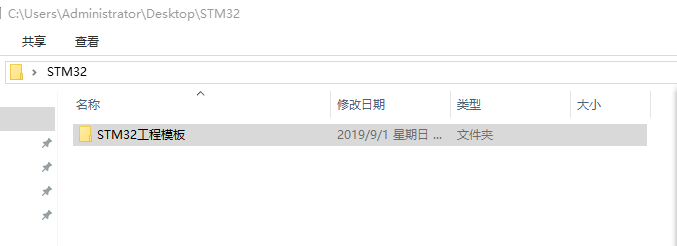 C:\Users\Administrator\Desktop\STM32
共享 查看
STM32
名称 修改日期 类型 大小
STM32工程模板 2019/9/1 星期日 ... 文件夹